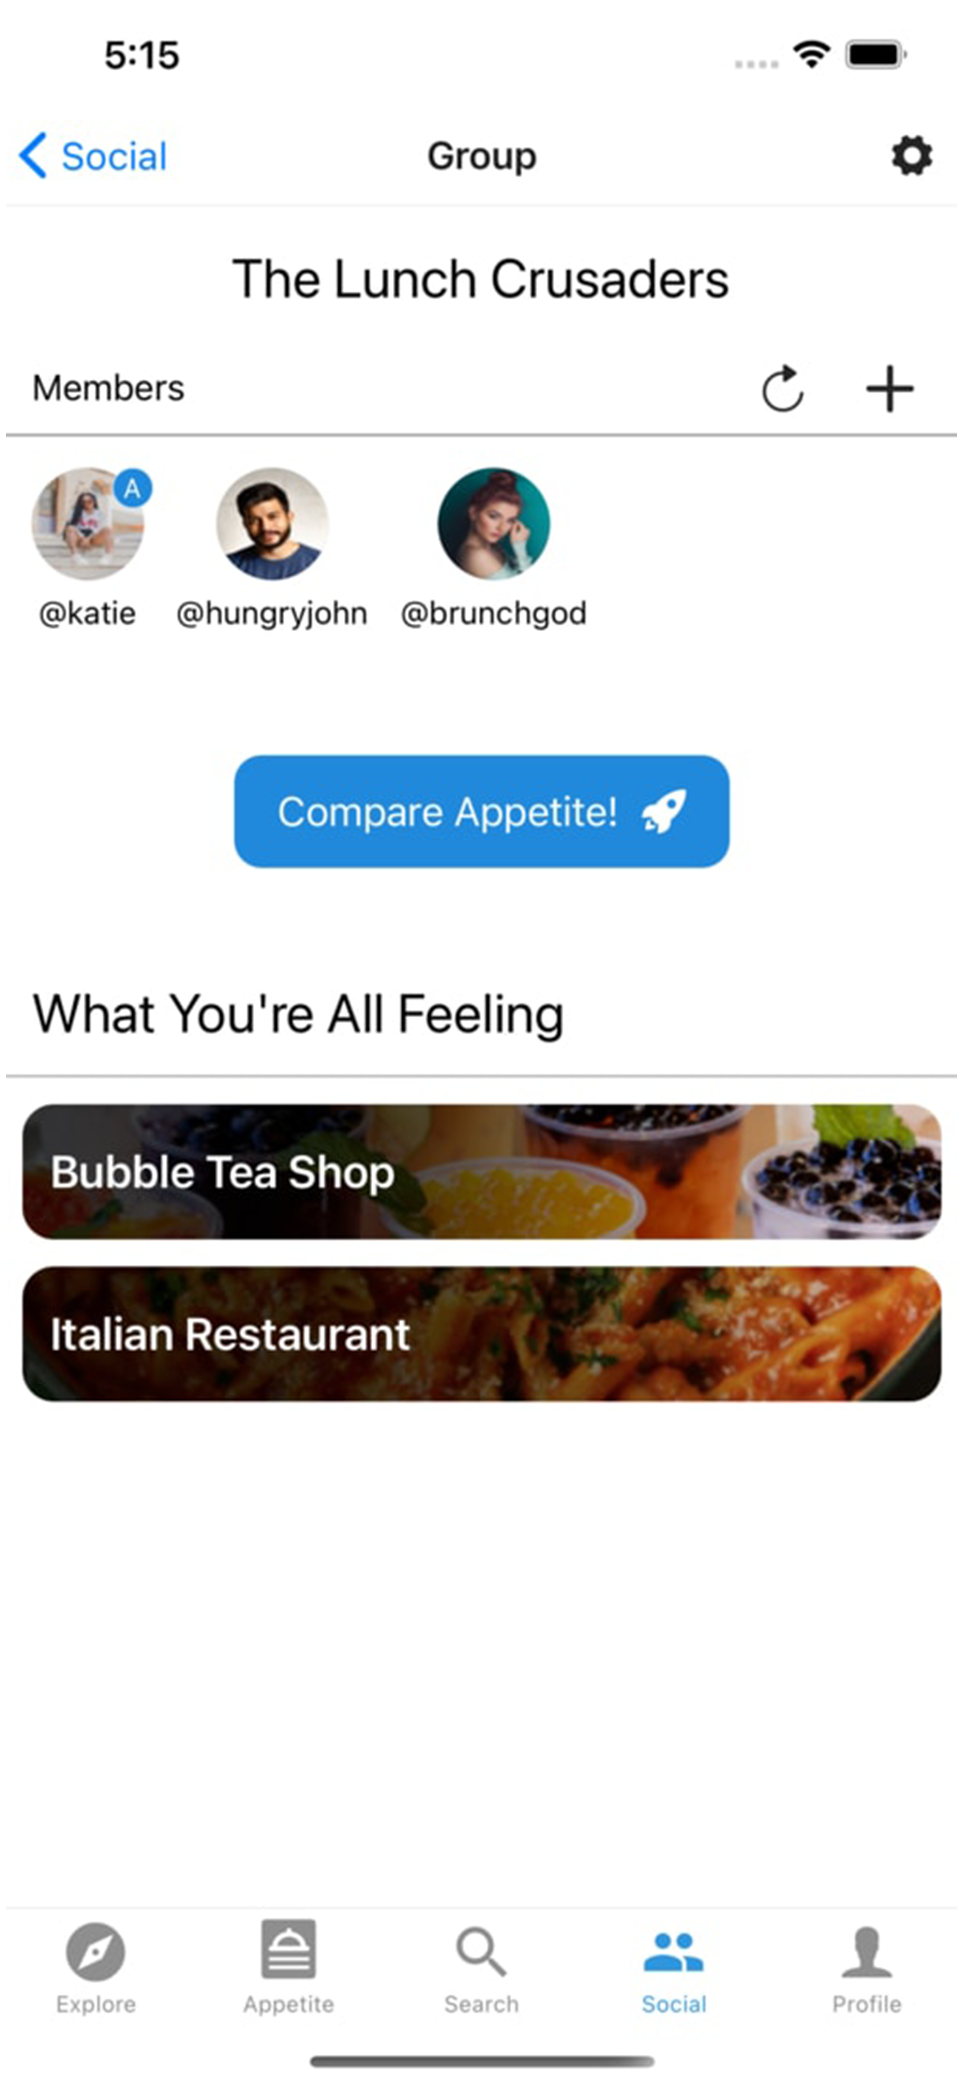 5:15
Social
Group
The Lunch Crusaders
Members
A
@katie
@hungryjohn
@brunchgod
Compare Appetite!
What You're All Feeling
Bubble Tea Shop
Italian Restaurant
Explore
Appetite
Search
Social
Profile